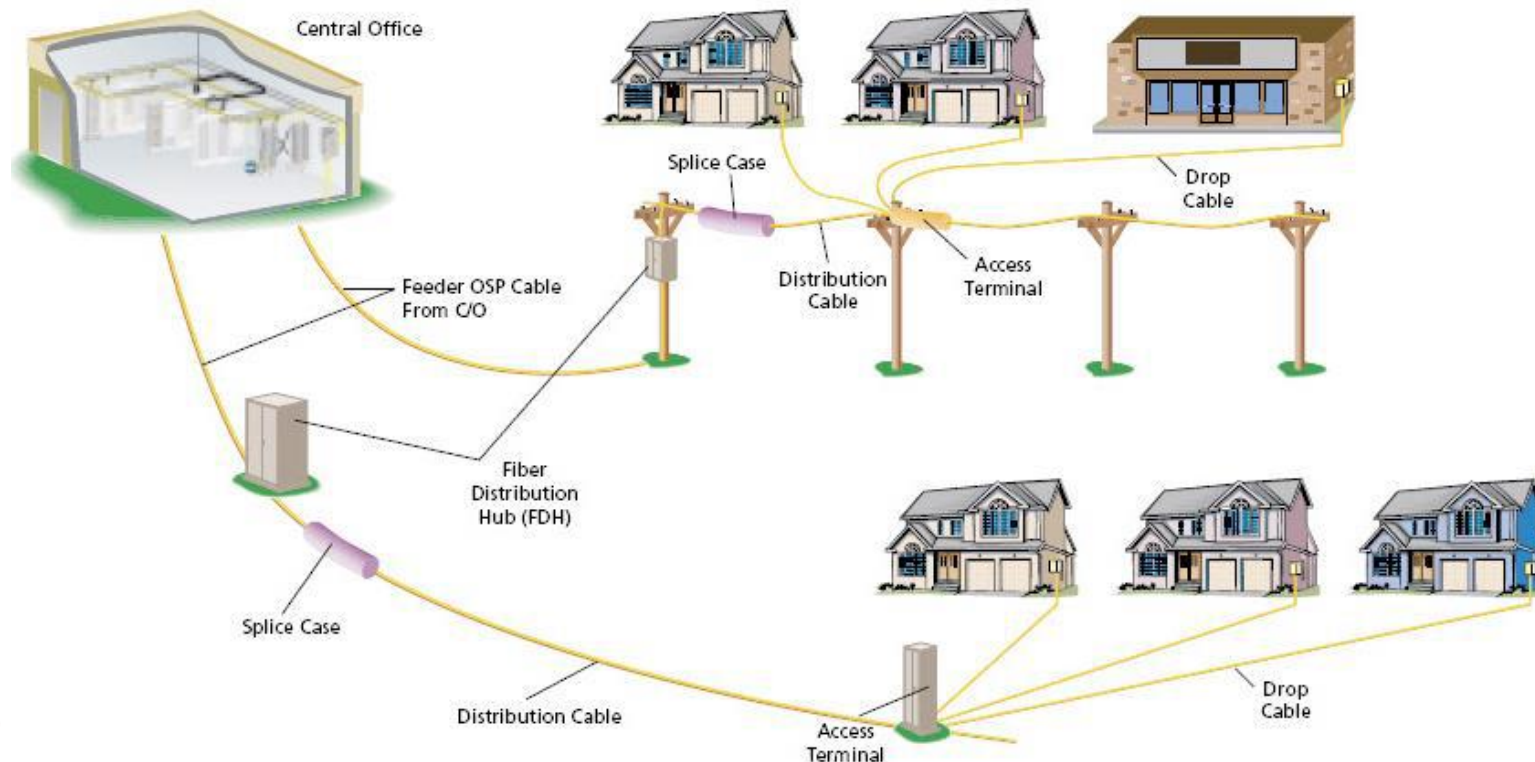 Central Office
Splice Case
Drop
Cable
Distribution
Cable
Access
Terminal
Feeder OSP Cable
From C/O
Fiber
Distribution
Hub (FDH)
Splice Case
Distribution Cable
Access
Terminal
Drop
Cable